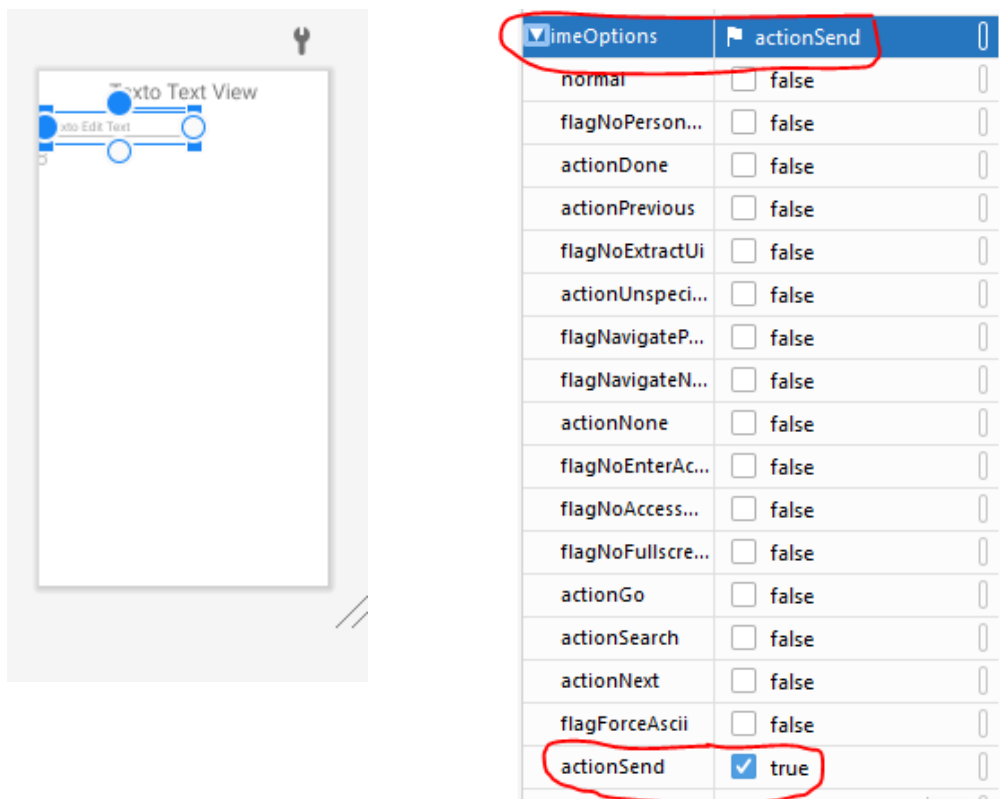 Texto Text View
xto Edit Text
imeOptions actionSend
normal false
flagNoPerson... false
actionDone false
actionPrevious false
flagNoExtractUi false
actionUnspeci... false
flagNavigateP... false
flagNavigateN... false
actionNone false
flagNoEnterAc... false
flagNoAccess... false
flagNoFullscre... false
actionGo false
actionSearch false
actionNext false
flagForceAscii false
actionSend true